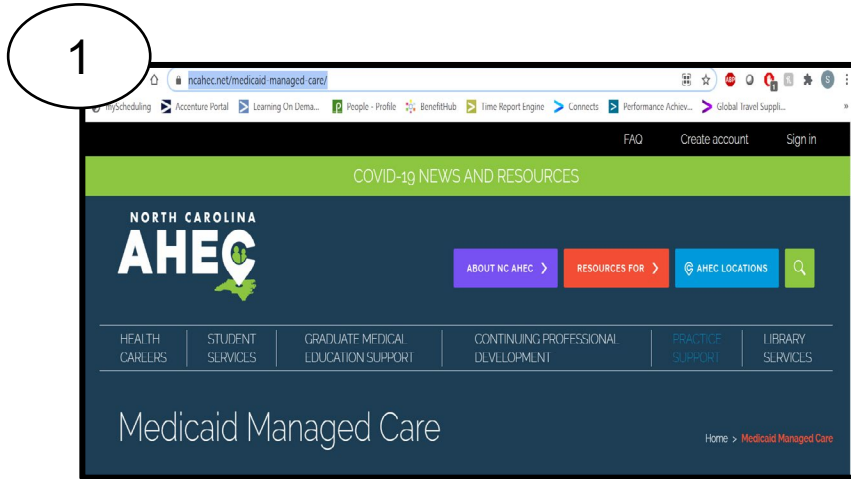 1
ncahec.net/medicaid-managed-care/
myScheduling Accenture Portal Learning On Dema... People - Profile BenefitHub Time Report Engine Connects Performance Achiev... Global Travel Suppli... »
FAQ Create account Sign in
COVID-19 NEWS AND RESOURCES
NORTH CAROLINA
AHEC
ABOUT NC AHEC RESOURCES FOR AHEC LOCATIONS
HEALTH CAREERS
STUDENT SERVICES
GRADUATE MEDICAL EDUCATION SUPPORT
CONTINUING PROFESSIONAL DEVELOPMENT
PRACTICE SUPPORT
LIBRARY SERVICES
Medicaid Managed Care
Home > Medicaid Managed Care